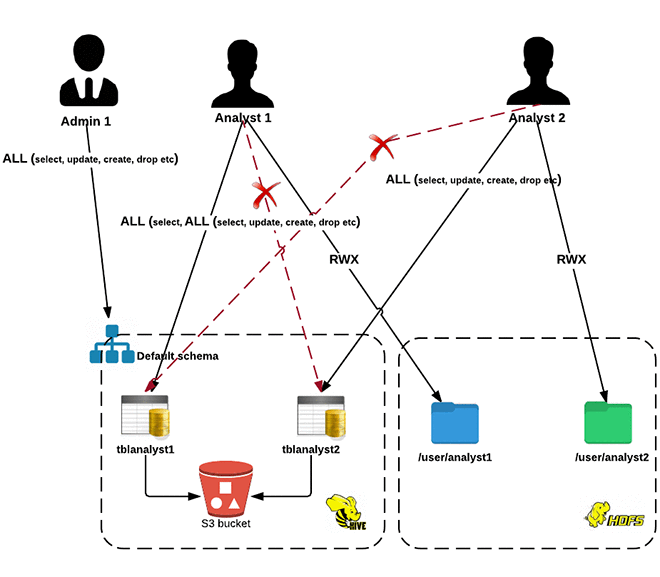 Admin 1
Analyst 1
Analyst 2
ALL (select, update, create, drop etc)
ALL (select, update, create, drop etc)
ALL (select, ALL (select, update, create, drop etc)
RWX
RWX
Default schema
tblanalyst1
tblanalyst2
/user/analyst1
/user/analyst2
S3 bucket
HIVE
HDFS